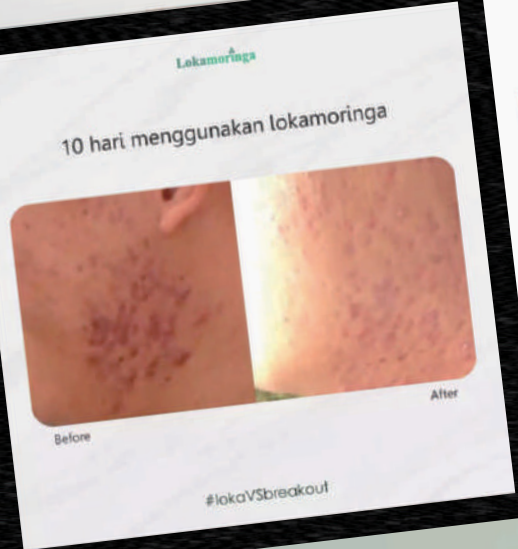 Lokamoringa
10 hari menggunakan lokamoringa
Before
After
#lokaVSbreakout